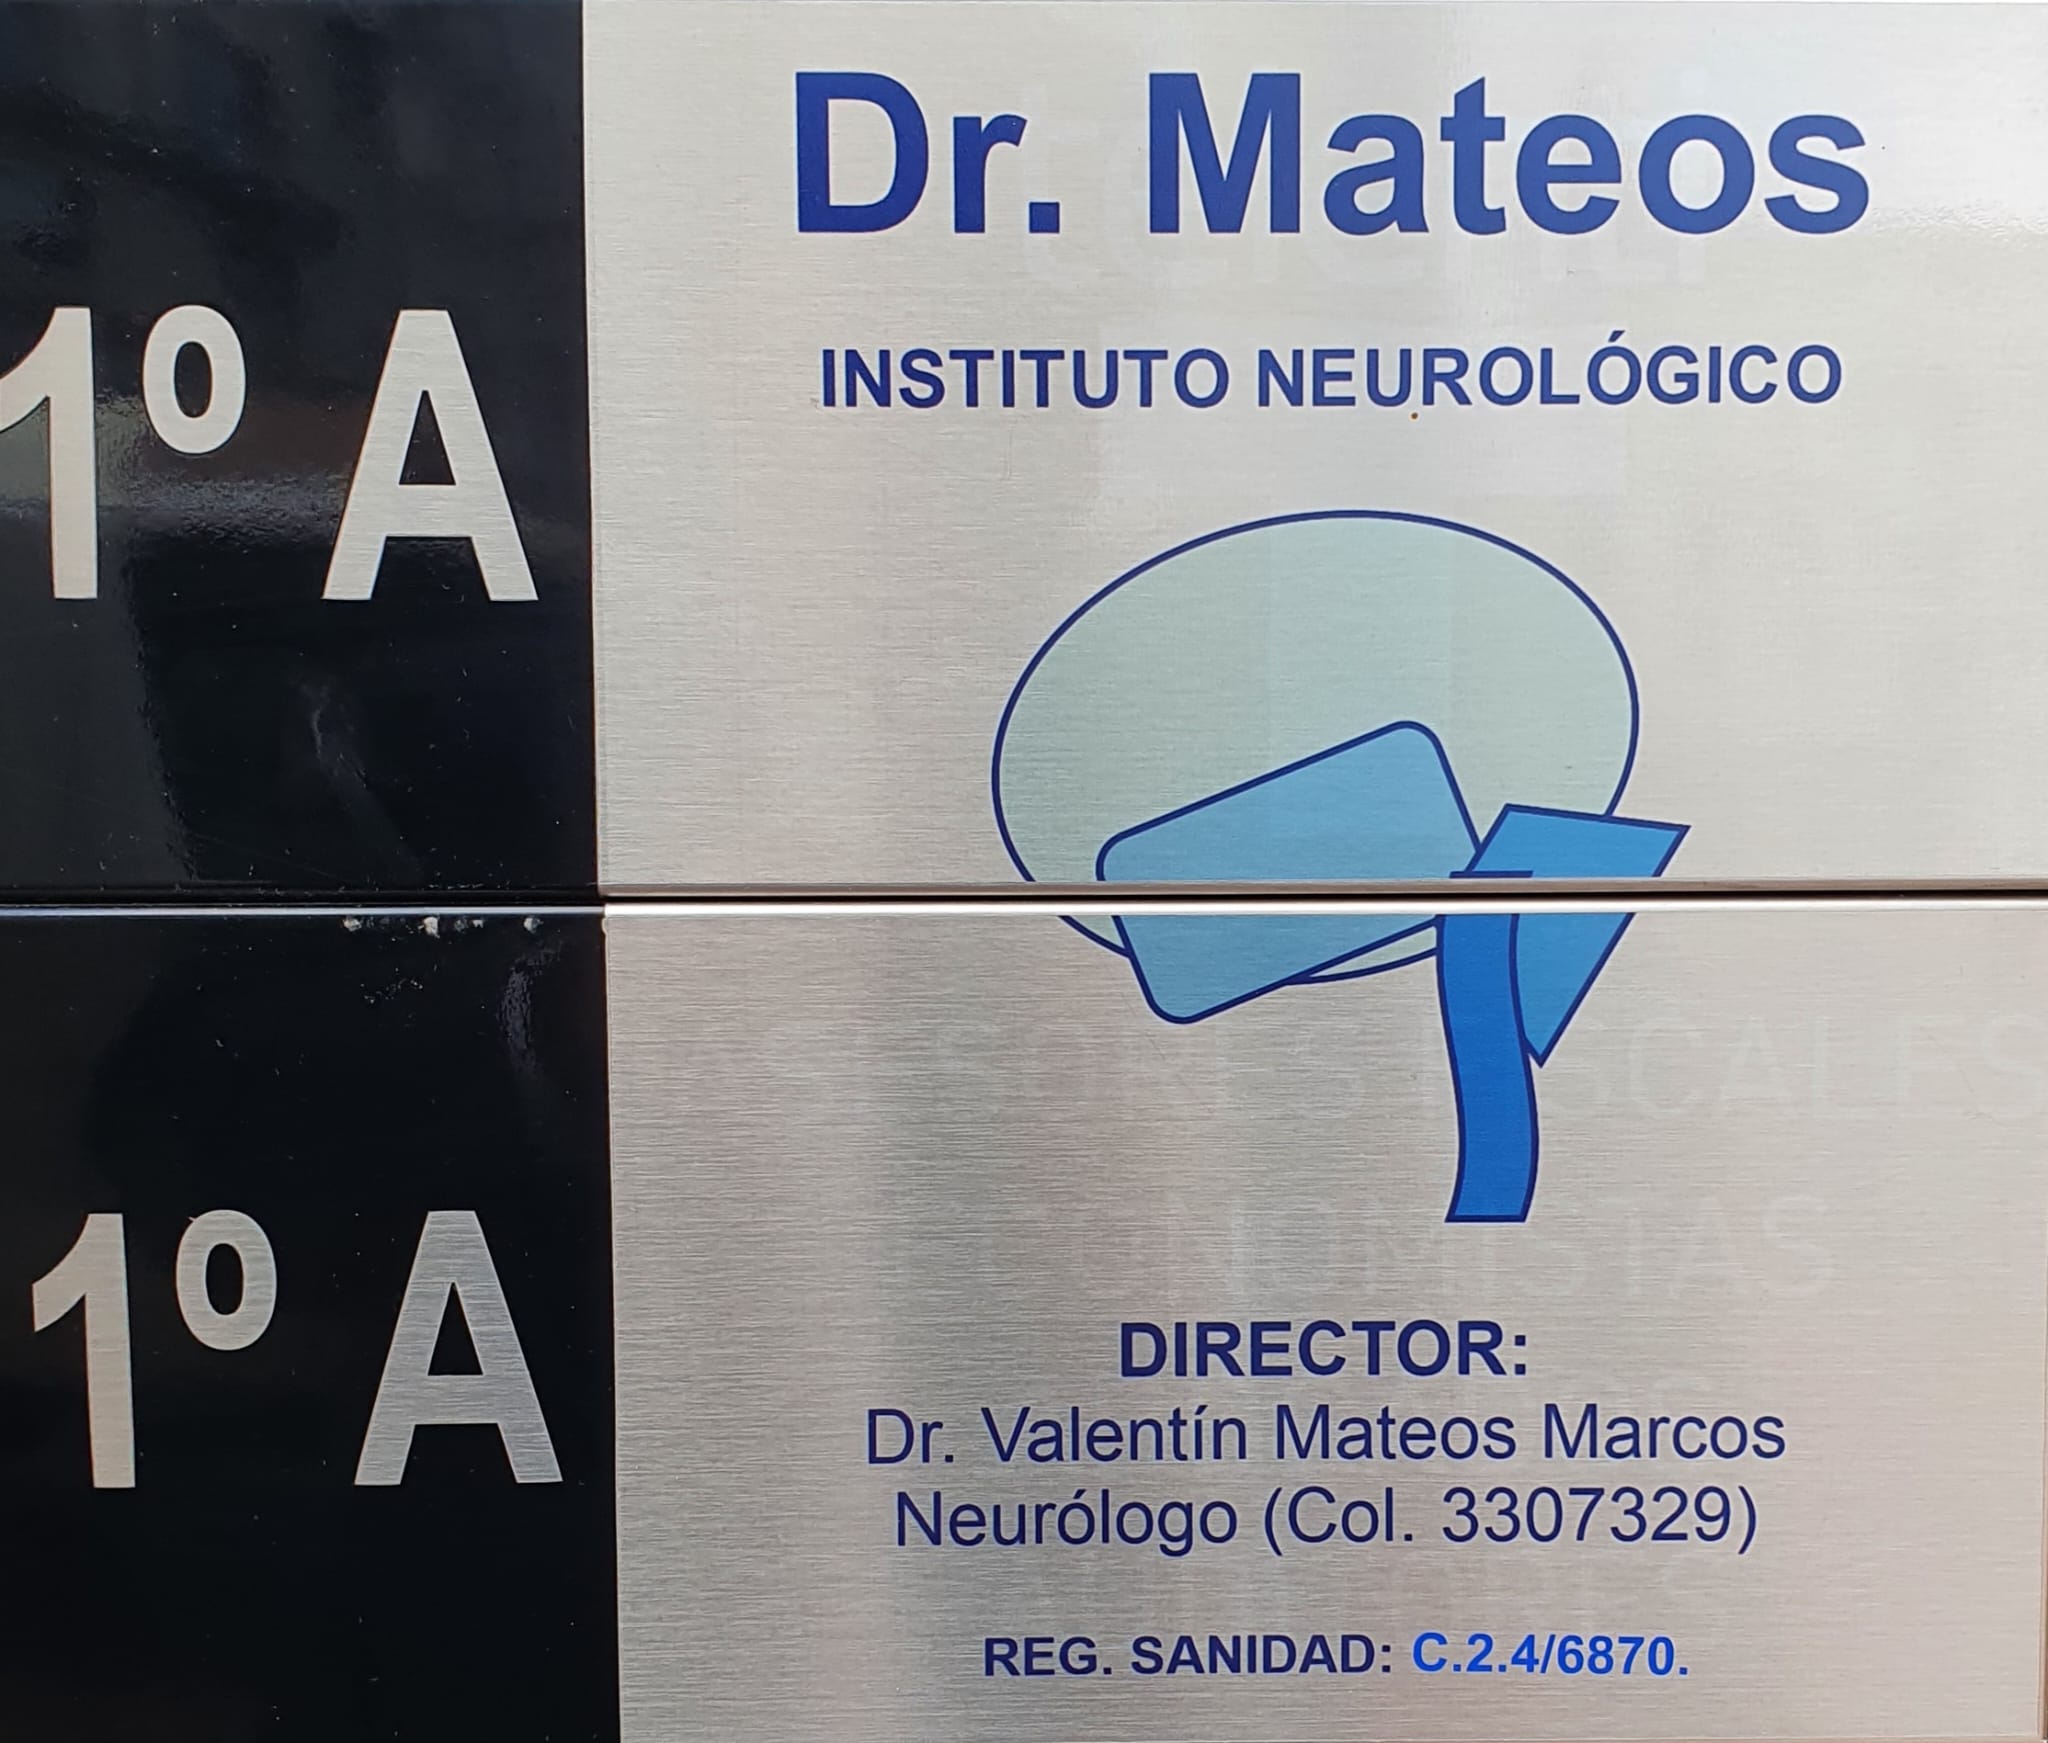 1º A
Dr. Mateos
INSTITUTO NEUROLÓGICO
1º A
DIRECTOR:
Dr. Valentín Mateos Marcos
Neurólogo (Col. 3307329)
REG. SANIDAD: C.2.4/6870.